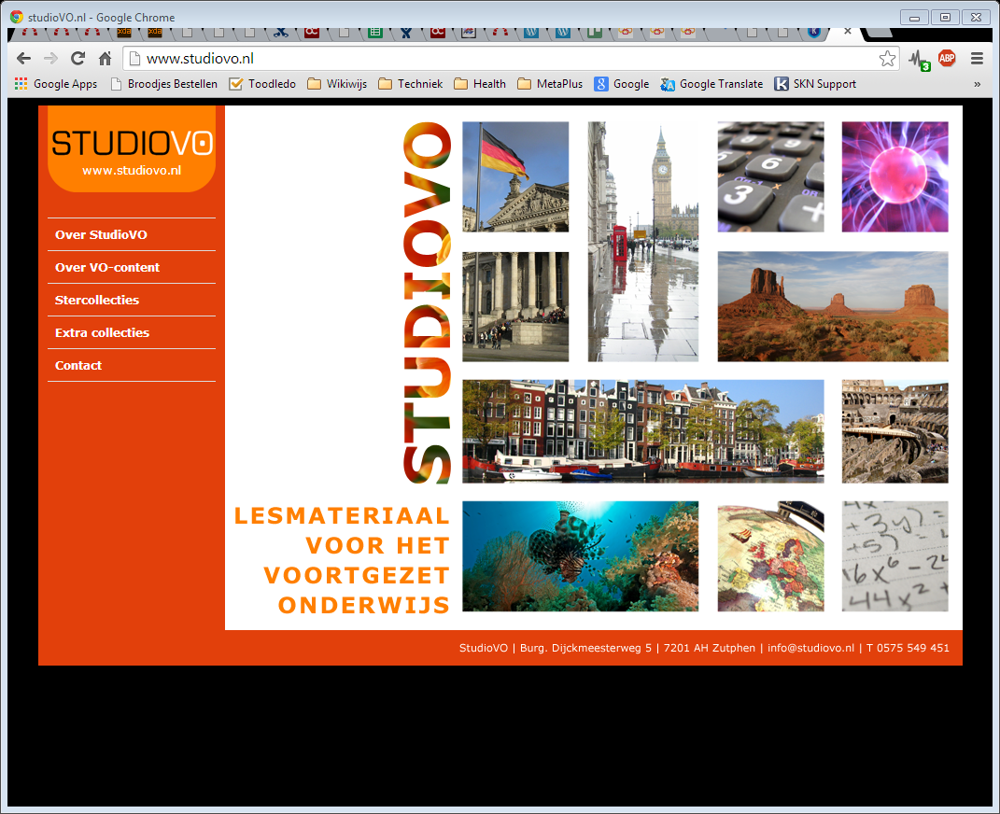 studioVO.nl - Google Chrome
www.studiovo.nl
3
ABP
Google Apps
Broodjes Bestellen
Toodledo
Wikiwijs
Techniek
Health
MetaPlus
Google
Google Translate
SKN Support
»
STUDIOVO
www.studiovo.nl
Over StudioVO
Over VO-content
Stercollecties
Extra collecties
Contact
STUDIOVO
LESMATERIAAL
VOOR HET
VOORTGEZET
ONDERWIJS
StudioVO | Burg. Dijckmeesterweg 5 | 7201 AH Zutphen | info@studiovo.nl | T 0575 549 451